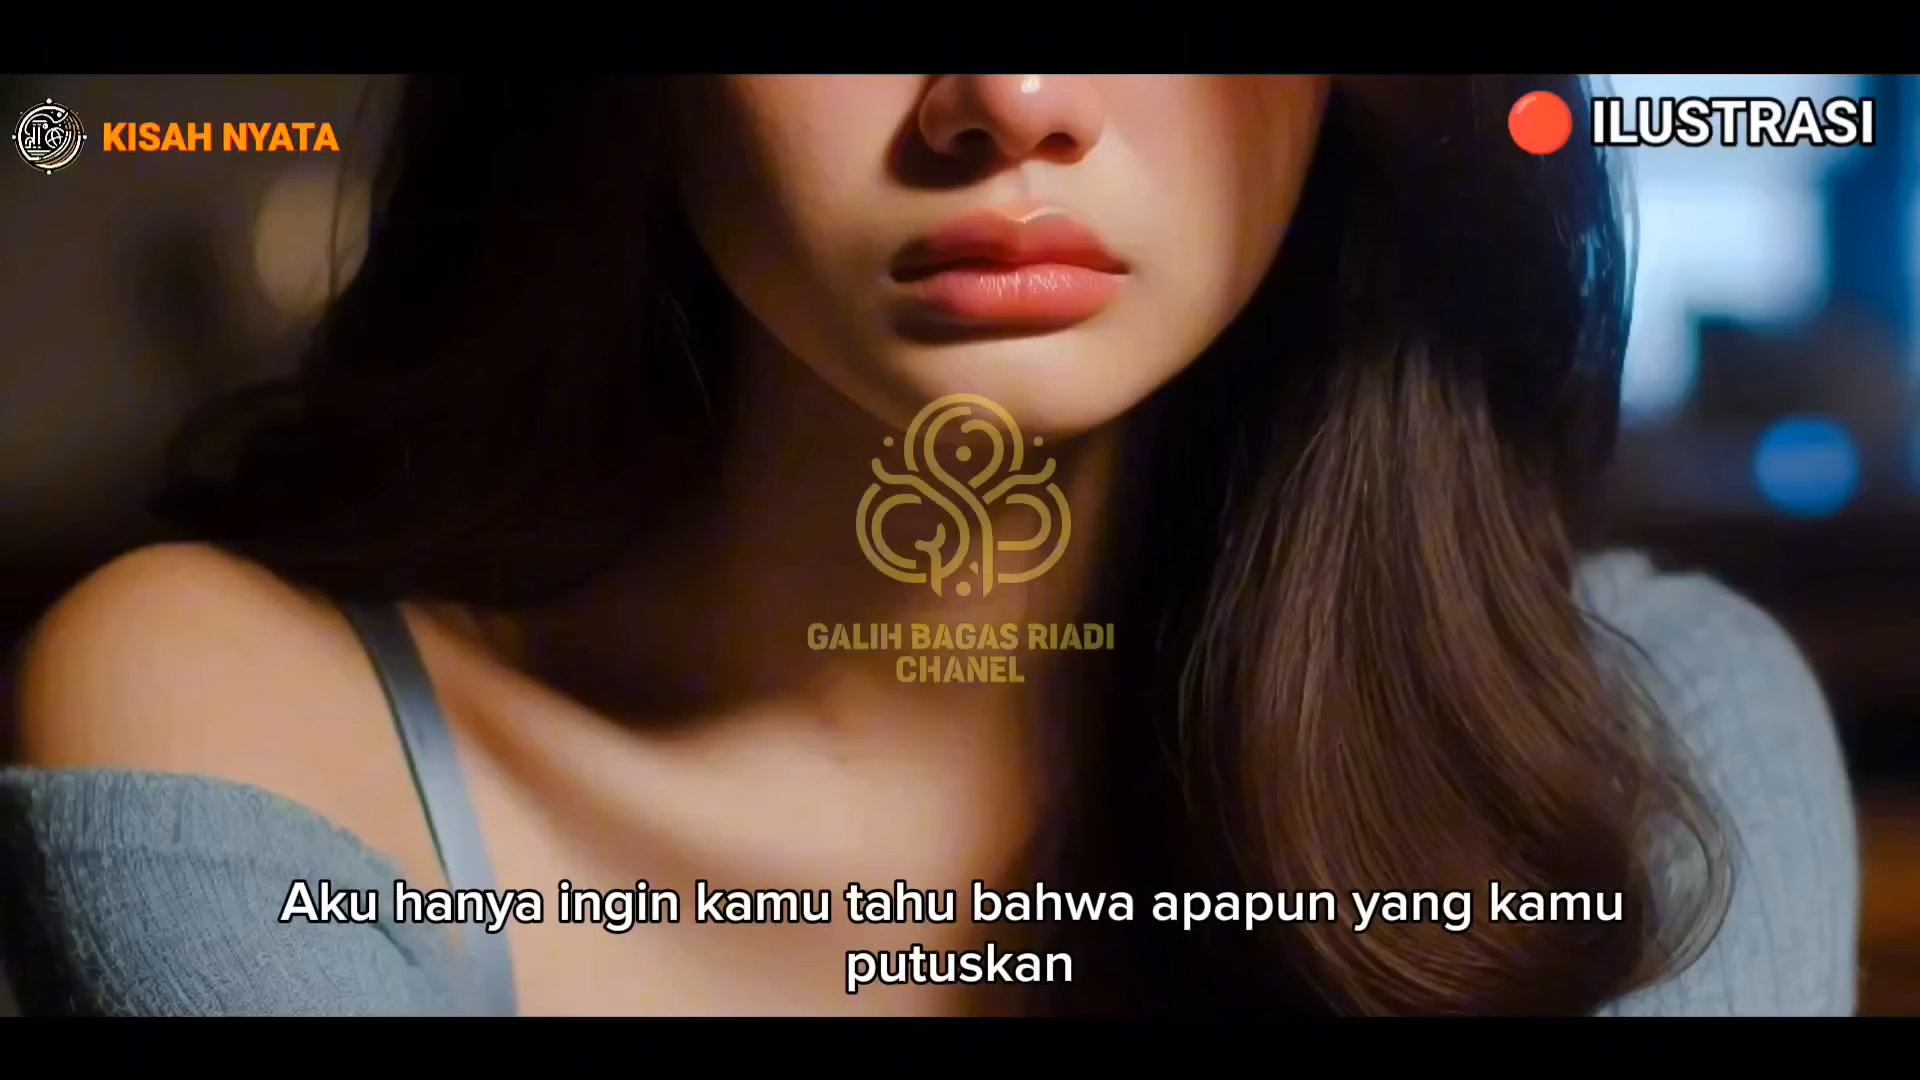 KISAH NYATA
ILUSTRASI
GALIH BAGAS RIADI
CHANEL
Aku hanya ingin kamu tahu bahwa apapun yang kamu
putuskan